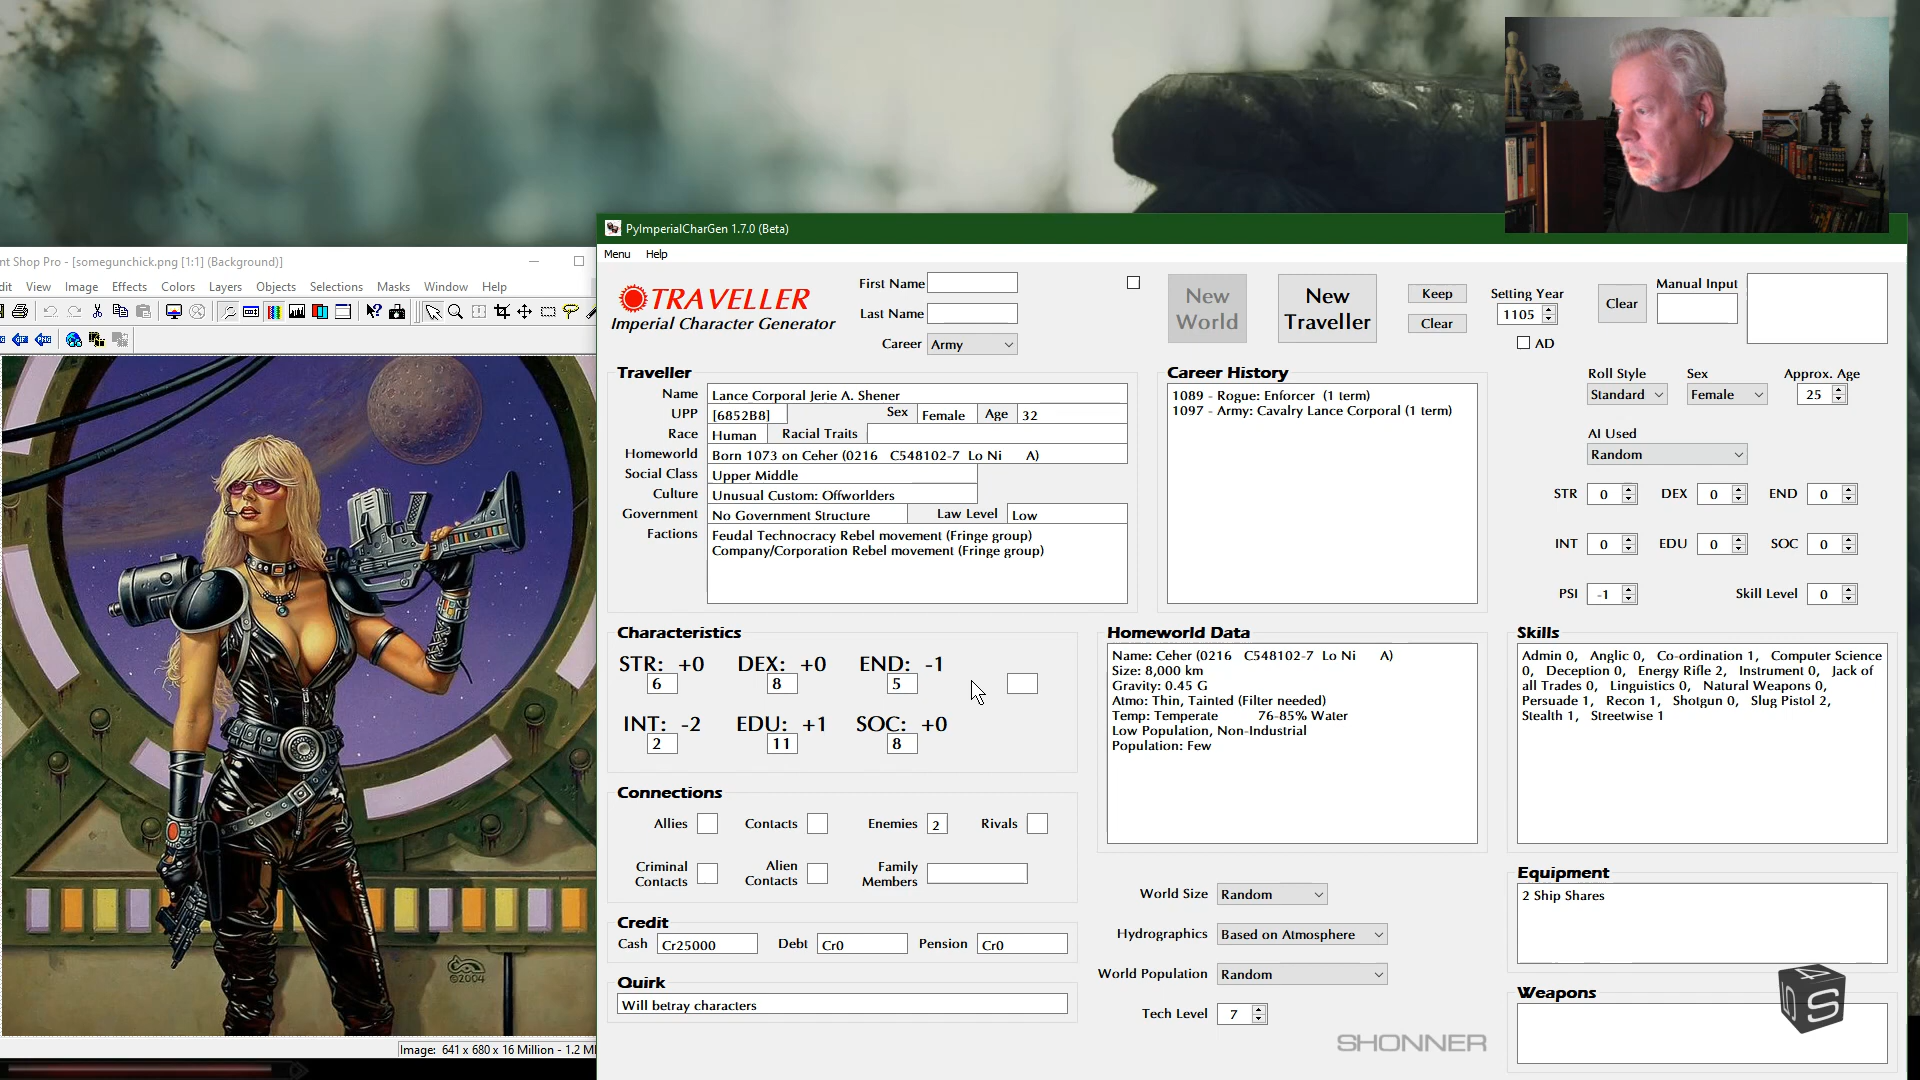 nt Shop Pro - [somegunchick.png [1:1] (Background)]
dit View Image Effects Colors Layers Objects Selections Masks Window Help
©2004
Image: 641 x 680 x 16 Million - 1.2 M
PyImperialCharGen 1.7.0 (Beta)
Menu Help
TRAVELLER
Imperial Character Generator
First Name
Last Name
Career Army
New World
New Traveller
Keep
Clear
Setting Year
1105
AD
Clear
Manual Input
Roll Style Sex Approx. Age
Standard Female 25
AI Used
Random
STR 0 DEX 0 END 0
INT 0 EDU 0 SOC 0
PSI -1 Skill Level 0
Traveller
Name Lance Corporal Jerie A. Shener
UPP [6852B8] Sex Female Age 32
Race Human Racial Traits
Homeworld Born 1073 on Ceher (0216 C548102-7 Lo Ni A)
Social Class Upper Middle
Culture Unusual Custom: Offworlders
Government No Government Structure Law Level Low
Factions Feudal Technocracy Rebel movement (Fringe group)
Company/Corporation Rebel movement (Fringe group)
Career History
1089 - Rogue: Enforcer (1 term)
1097 - Army: Cavalry Lance Corporal (1 term)
Characteristics
STR: +0 DEX: +0 END: -1
6 8 5
INT: -2 EDU: +1 SOC: +0
2 11 8
Connections
Allies Contacts Enemies 2 Rivals
Criminal Contacts Alien Contacts Family Members
Credit
Cash Cr25000 Debt Cr0 Pension Cr0
Quirk
Will betray characters
Homeworld Data
Name: Ceher (0216 C548102-7 Lo Ni A)
Size: 8,000 km
Gravity: 0.45 G
Atmo: Thin, Tainted (Filter needed)
Temp: Temperate 76-85% Water
Low Population, Non-Industrial
Population: Few
World Size Random
Hydrographics Based on Atmosphere
World Population Random
Tech Level 7
SHONNER
Skills
Admin 0, Anglic 0, Co-ordination 1, Computer Science
0, Deception 0, Energy Rifle 2, Instrument 0, Jack of
all Trades 0, Linguistics 0, Natural Weapons 0,
Persuade 1, Recon 1, Shotgun 0, Slug Pistol 2,
Stealth 1, Streetwise 1
Equipment
2 Ship Shares
Weapons